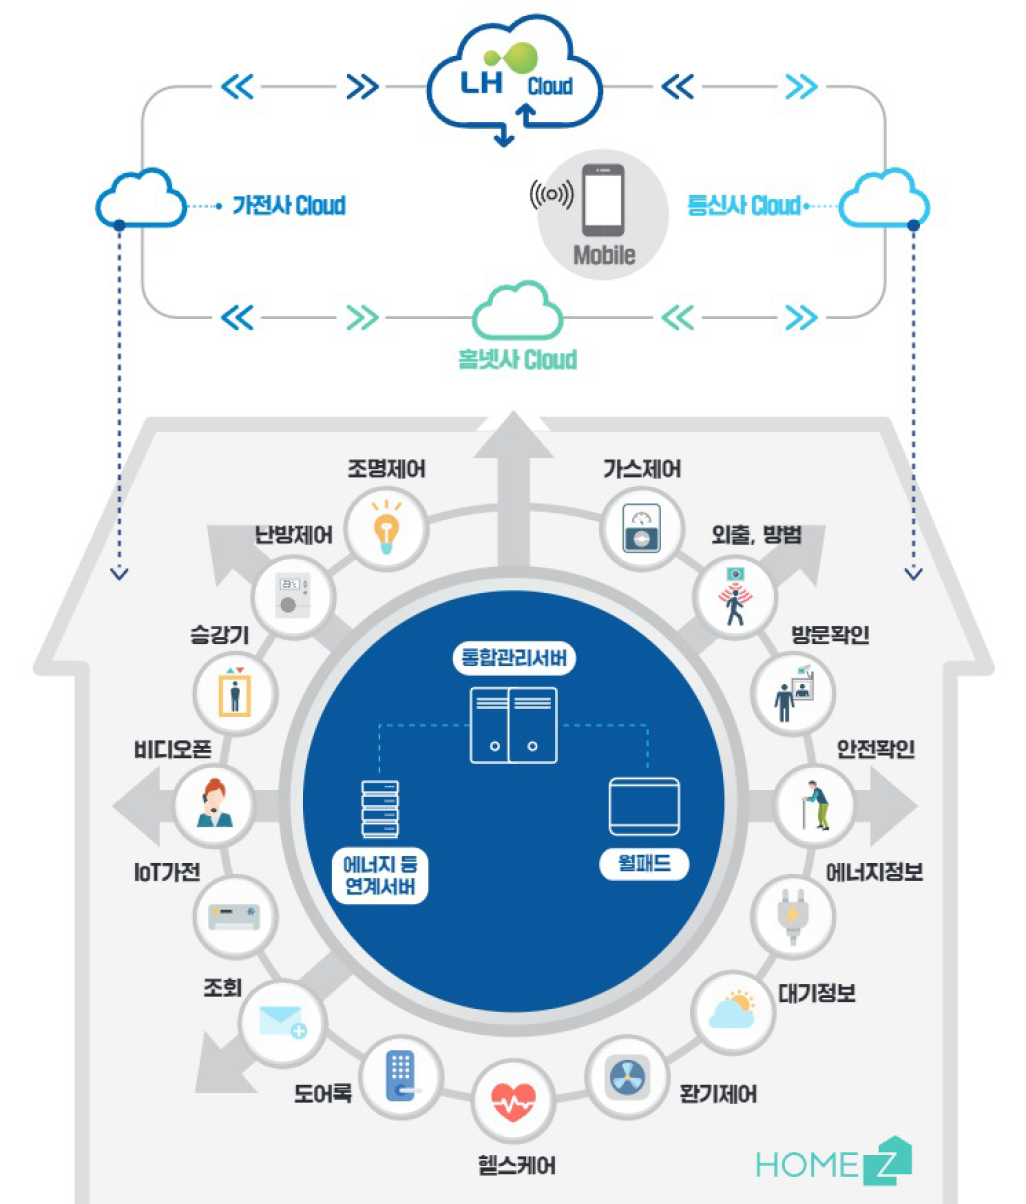 LH Cloud
가전사 Cloud
통신사 Cloud
Mobile
홈넷사 Cloud
조명제어
가스제어
난방제어
외출, 방범
승강기
방문확인
통합관리서버
비디오폰
안전확인
에너지 등
연계서버
월패드
IoT가전
에너지정보
조회
대기정보
도어록
환기제어
헬스케어
HOME Z